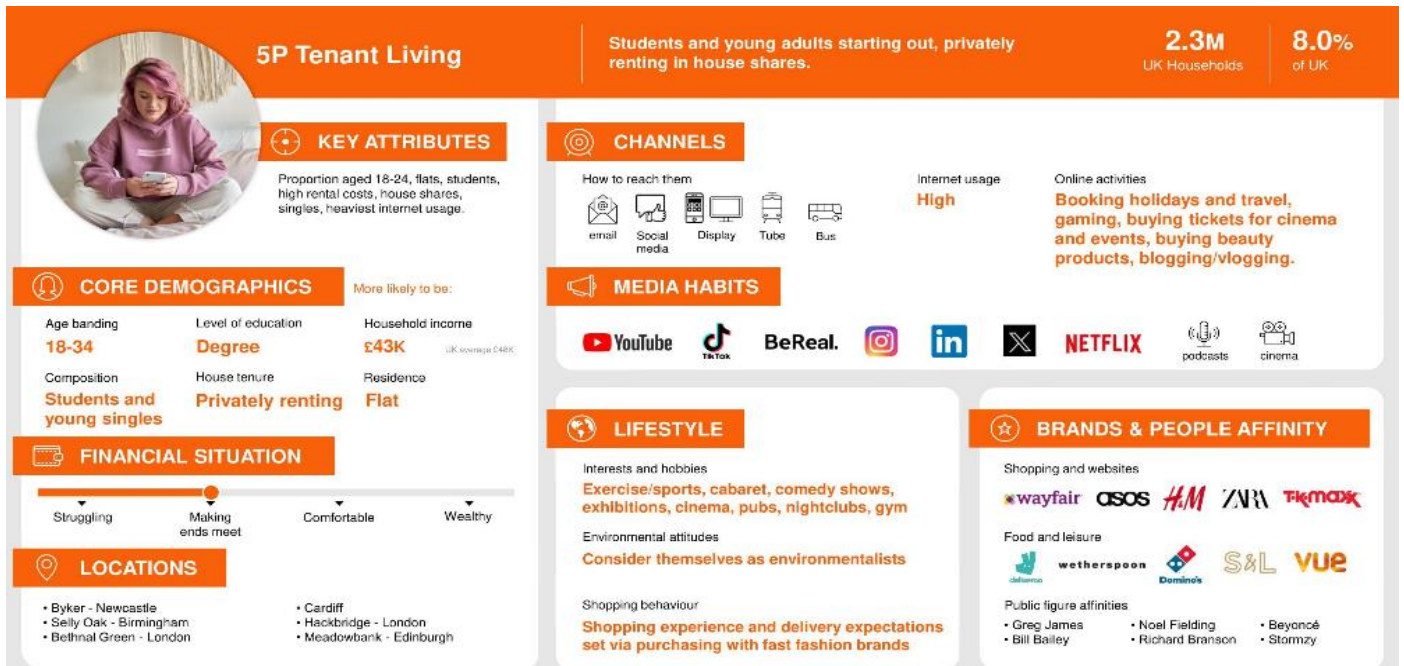 5P Tenant Living
Students and young adults starting out, privately
renting in house shares.
2.3M
UK Households
8.0%
of UK
KEY ATTRIBUTES
Proportion aged 18-24, flats, students,
high rental costs, house shares,
singles, heaviest internet usage.
CORE DEMOGRAPHICS
More likely to be:
Age banding
18-34
Level of education
Degree
Household income
£43K
UK average £48K
Composition
Students and
young singles
House tenure
Privately renting
Residence
Flat
FINANCIAL SITUATION
Struggling
Making
ends meet
Comfortable
Wealthy
LOCATIONS
• Byker - Newcastle
• Selly Oak - Birmingham
• Bethnal Green - London
• Cardiff
• Hackbridge - London
• Meadowbank - Edinburgh
CHANNELS
How to reach them
email
Social
media
Display
Tube
Bus
Internet usage
High
Online activities
Booking holidays and travel,
gaming, buying tickets for cinema
and events, buying beauty
products, blogging/vlogging.
MEDIA HABITS
YouTube
TikTok
BeReal.
in
X
NETFLIX
podcasts
cinema
LIFESTYLE
Interests and hobbies
Exercise/sports, cabaret, comedy shows,
exhibitions, cinema, pubs, nightclubs, gym
Environmental attitudes
Consider themselves as environmentalists
Shopping behaviour
Shopping experience and delivery expectations
set via purchasing with fast fashion brands
BRANDS & PEOPLE AFFINITY
Shopping and websites
wayfair
asos
H&M
ZARA
TK-maxx
Food and leisure
deliveroo
wetherspoon
Domino's
S&L
vue
Public figure affinities
• Greg James
• Bill Bailey
• Noel Fielding
• Richard Branson
• Beyoncé
• Stormzy